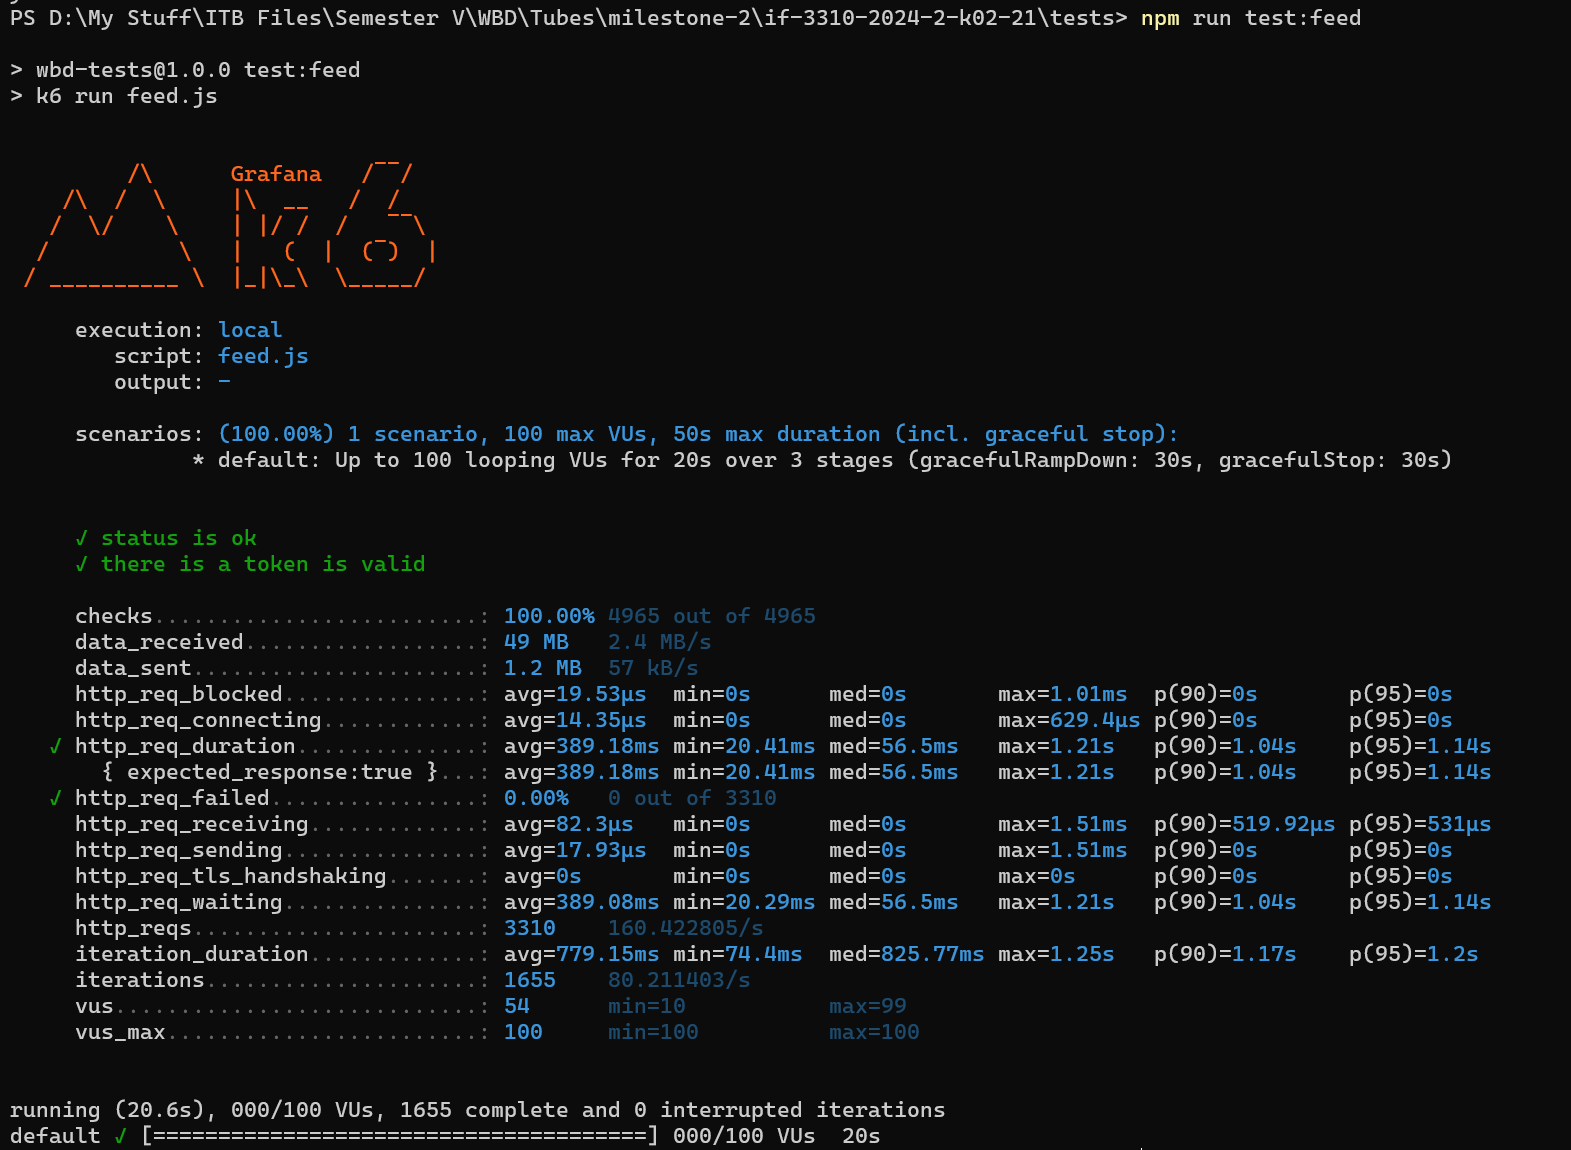 PS D:\My Stuff\ITB Files\Semester V\WBD\Tubes\milestone-2\if-3310-2024-2-k02-21\tests> npm run test:feed
> wbd-tests@1.0.0 test:feed
> k6 run feed.js
Grafana
execution: local
script: feed.js
output: -
scenarios: (100.00%) 1 scenario, 100 max VUs, 50s max duration (incl. graceful stop):
* default: Up to 100 looping VUs for 20s over 3 stages (gracefulRampDown: 30s, gracefulStop: 30s)
✓ status is ok
✓ there is a token is valid
checks.........................: 100.00% 4965 out of 4965
data_received..................: 49 MB 2.4 MB/s
data_sent......................: 1.2 MB 57 kB/s
http_req_blocked...............: avg=19.53µs min=0s med=0s max=1.01ms p(90)=0s p(95)=0s
http_req_connecting............: avg=14.35µs min=0s med=0s max=629.4µs p(90)=0s p(95)=0s
✓ http_req_duration..............: avg=389.18ms min=20.41ms med=56.5ms max=1.21s p(90)=1.04s p(95)=1.14s
{ expected_response:true }...: avg=389.18ms min=20.41ms med=56.5ms max=1.21s p(90)=1.04s p(95)=1.14s
✓ http_req_failed................: 0.00% 0 out of 3310
http_req_receiving.............: avg=82.3µs min=0s med=0s max=1.51ms p(90)=519.92µs p(95)=531µs
http_req_sending...............: avg=17.93µs min=0s med=0s max=1.51ms p(90)=0s p(95)=0s
http_req_tls_handshaking.......: avg=0s min=0s med=0s max=0s p(90)=0s p(95)=0s
http_req_waiting...............: avg=389.08ms min=20.29ms med=56.5ms max=1.21s p(90)=1.04s p(95)=1.14s
http_reqs......................: 3310 160.422805/s
iteration_duration.............: avg=779.15ms min=74.4ms med=825.77ms max=1.25s p(90)=1.17s p(95)=1.2s
iterations.....................: 1655 80.211403/s
vus............................: 54 min=10 max=99
vus_max........................: 100 min=100 max=100
running (20.6s), 000/100 VUs, 1655 complete and 0 interrupted iterations
default ✓ [======================================] 000/100 VUs 20s